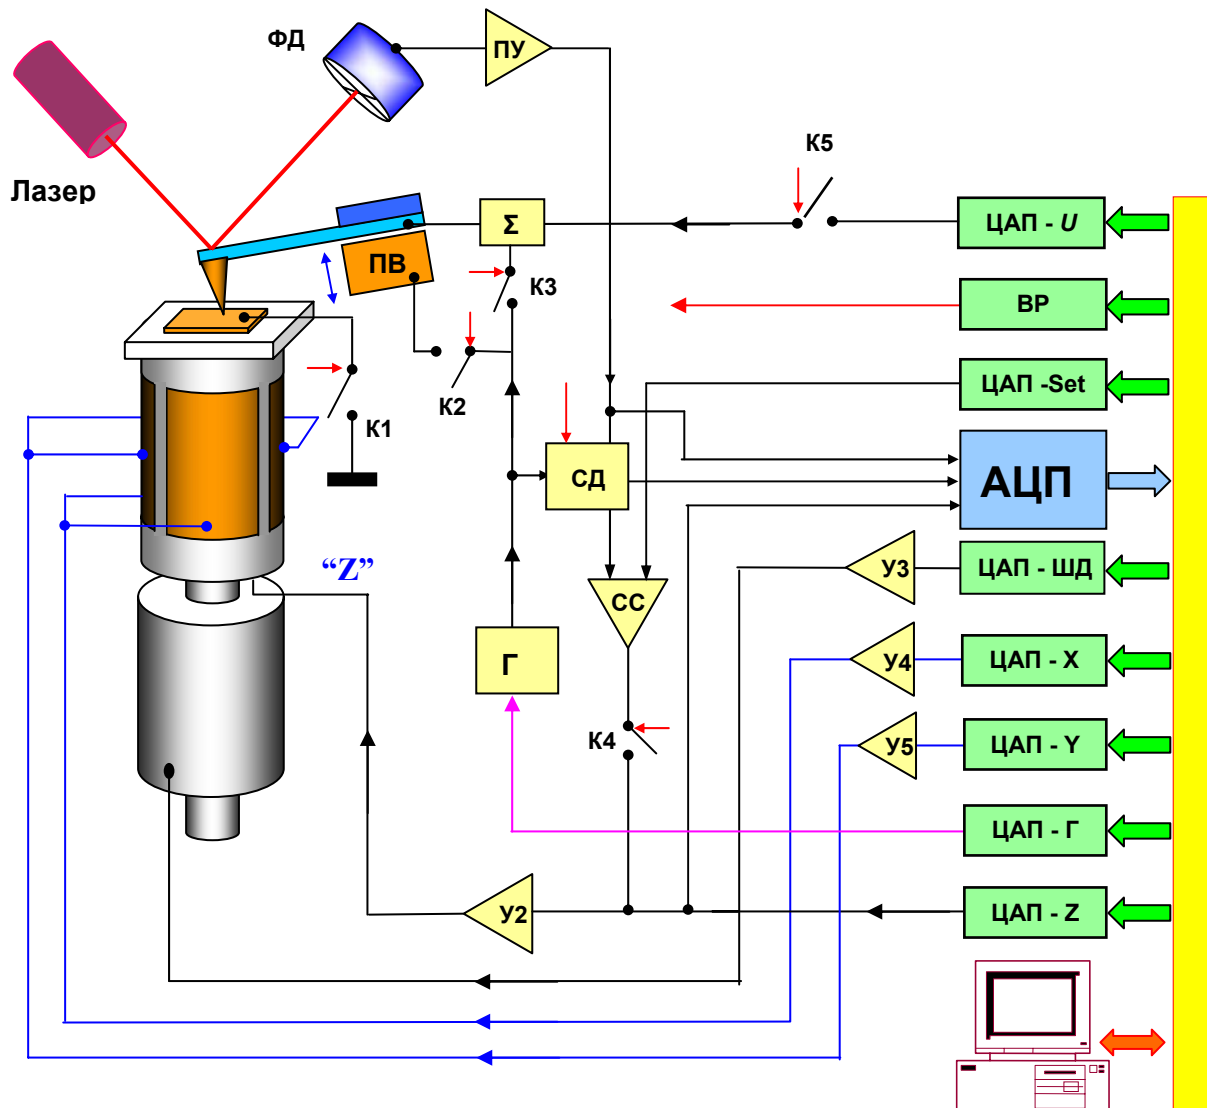 ФД
ПУ
Лазер
К5
Σ
ЦАП - U
ПВ
К3
ВР
К2
ЦАП -Set
К1
СД
АЦП
“Z”
СС
У3
ЦАП - ШД
Г
У4
ЦАП - X
К4
У5
ЦАП - Y
ЦАП - Г
У2
ЦАП - Z